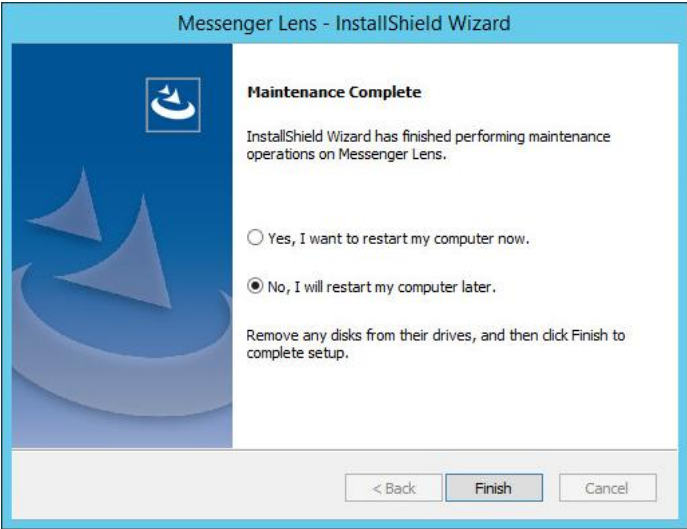 Messenger Lens - InstallShield Wizard
Maintenance Complete
InstallShield Wizard has finished performing maintenance
operations on Messenger Lens.
Yes, I want to restart my computer now.
No, I will restart my computer later.
Remove any disks from their drives, and then click Finish to
complete setup.
< Back
Finish
Cancel